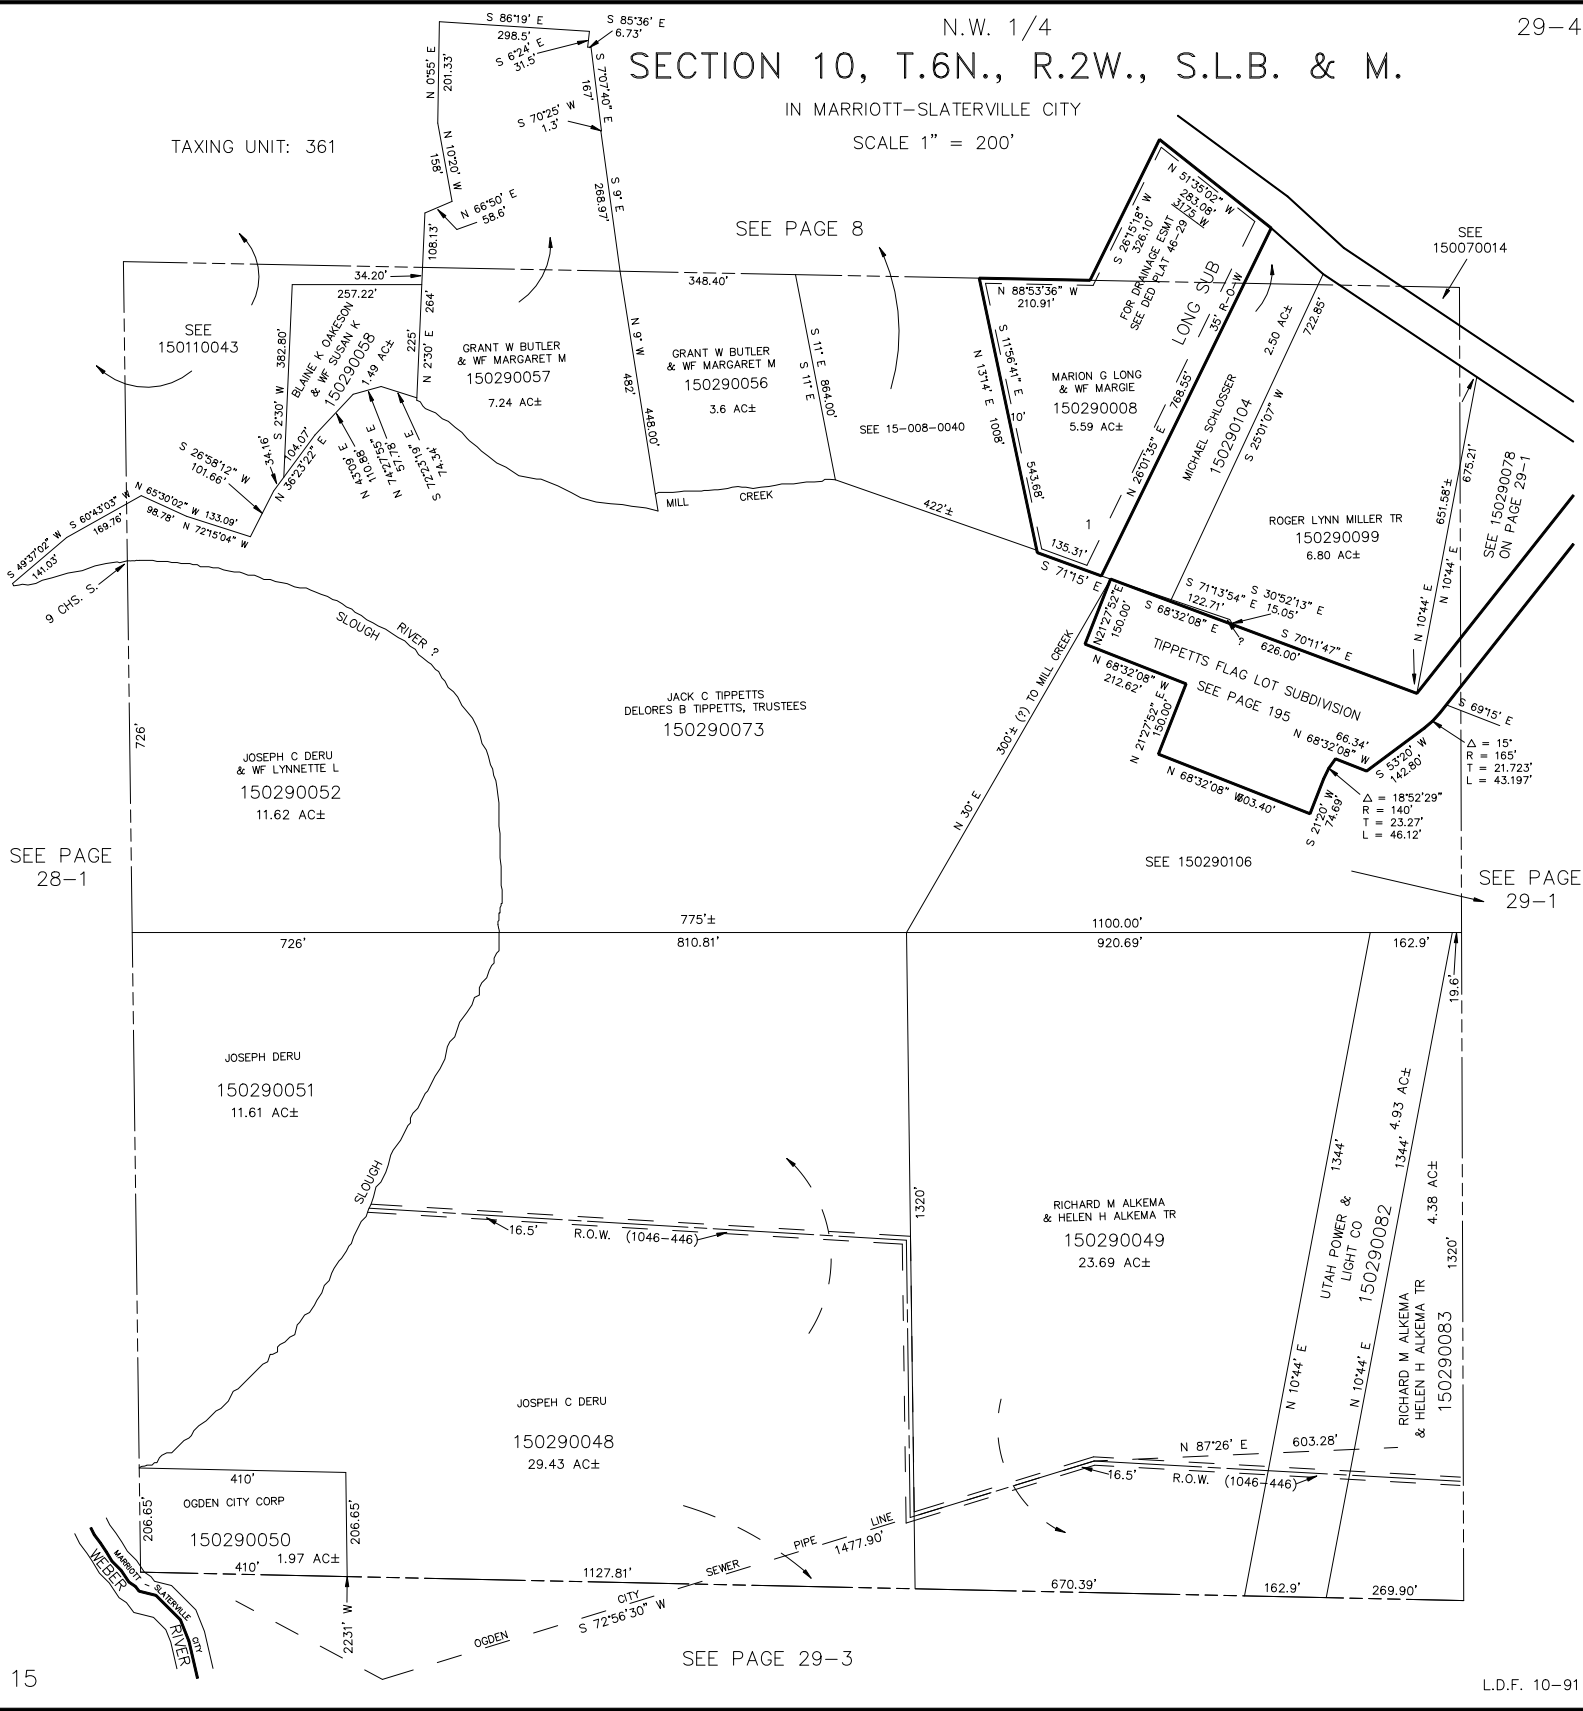 N.W. 1/4
29-4
SECTION 10, T.6N., R.2W., S.L.B. & M.
IN MARRIOTT-SLATERVILLE CITY
SCALE 1" = 200'
TAXING UNIT: 361
S 86°19' E
298.5'
S 85°36' E
6.73'
S 6°24' E
31.5'
N 0°55' E
201.33'
S 7°07'40" E
167'
S 70°25' W
1.3'
N 10°20' W
158'
N 66°50' E
58.6'
S 9° E
268.97'
108.13'
SEE PAGE 8
N 51°35'02" W
283.08'
3175 W
S 26°15'18" W
326.10'
FOR DRAINAGE ESMT
SEE DED PLAT 46-29
LONG SUB
35' R-O-W
SEE
150070014
34.20'
257.22'
348.40'
N 88°53'36" W
210.91'
SEE
150110043
S 2°30' W 382.80'
BLAINE K OAKESON
& WF SUSAN K
150290058
1.49 AC±
225'
N 2°30' E 264'
GRANT W BUTLER
& WF MARGARET M
150290057
7.24 AC±
N 9° W 482'
448.00'
GRANT W BUTLER
& WF MARGARET M
150290056
3.6 AC±
S 11° E 864.00'
S 11° E
SEE 15-008-0040
S 11°56'41" E
543.68'
N 13°14' E 1008'
10'
MARION G LONG
& WF MARGIE
150290008
5.59 AC±
N 26°01'35" E 768.55'
1
MICHAEL SCHLOSSER
150290104
2.50 AC±
S 25°01'07" W 722.85'
ROGER LYNN MILLER TR
150290099
6.80 AC±
N 10°44' E 651.58'±
N 10°44' E 675.21'
SEE 150290078
ON PAGE 29-1
34.16'
104.07'
N 36°23'22" E
N 43°09' E
110.88'
N 74°27'55" E
57.78'
S 72°23'19" E
74.34'
S 26°58'12" W
101.66'
N 65°30'02" W 133.09'
98.78' N 72°15'04" W
S 60°43'03" W
169.76'
S 49°37'02" W
141.03'
9 CHS. S.
MILL CREEK
422'±
135.31'
S 71°15' E
SLOUGH
RIVER ?
N21°27'52"E
150.00'
S 71°13'54" E
122.71'
S 30°52'13" E
15.05'
S 68°32'08" E
626.00'
?
S 70°11'47" E
TIPPETTS FLAG LOT SUBDIVISION
SEE PAGE 195
N 68°32'08" W
212.62'
N 21°27'52" E
150.00'
N 68°32'08" W
603.40'
66.34'
N 68°32'08" W
S 53°20' W
142.80'
S 69°15' E
Δ = 15°
R = 165'
T = 21.723'
L = 43.197'
S 21°20' W
74.69'
Δ = 18°52'29"
R = 140'
T = 23.27'
L = 46.12'
JACK C TIPPETTS
DELORES B TIPPETTS, TRUSTEES
150290073
N 30° E 300'± (?) TO MILL CREEK
726'
JOSEPH C DERU
& WF LYNNETTE L
150290052
11.62 AC±
SEE PAGE
28-1
SEE 150290106
SEE PAGE
29-1
775'±
1100.00'
726'
810.81'
920.69'
162.9'
19.6'
JOSEPH DERU
150290051
11.61 AC±
SLOUGH
16.5'
R.O.W. (1046-446)
1320'
RICHARD M ALKEMA
& HELEN H ALKEMA TR
150290049
23.69 AC±
1344'
1344'
4.93 AC±
UTAH POWER &
LIGHT CO
150290082
N 10°44' E
N 10°44' E
4.38 AC±
1320'
RICHARD M ALKEMA
& HELEN H ALKEMA TR
150290083
JOSPEH C DERU
150290048
29.43 AC±
N 87°26' E 603.28'
16.5'
R.O.W. (1046-446)
410'
OGDEN CITY CORP
206.65'
206.65'
150290050
1.97 AC±
410'
1127.81'
670.39'
162.9'
269.90'
OGDEN CITY SEWER PIPE LINE
S 72°56'30" W 1477.90'
2231' W
WEBER RIVER
MARRIOTT - SLATERVILLE CITY
SEE PAGE 29-3
15
L.D.F. 10-91